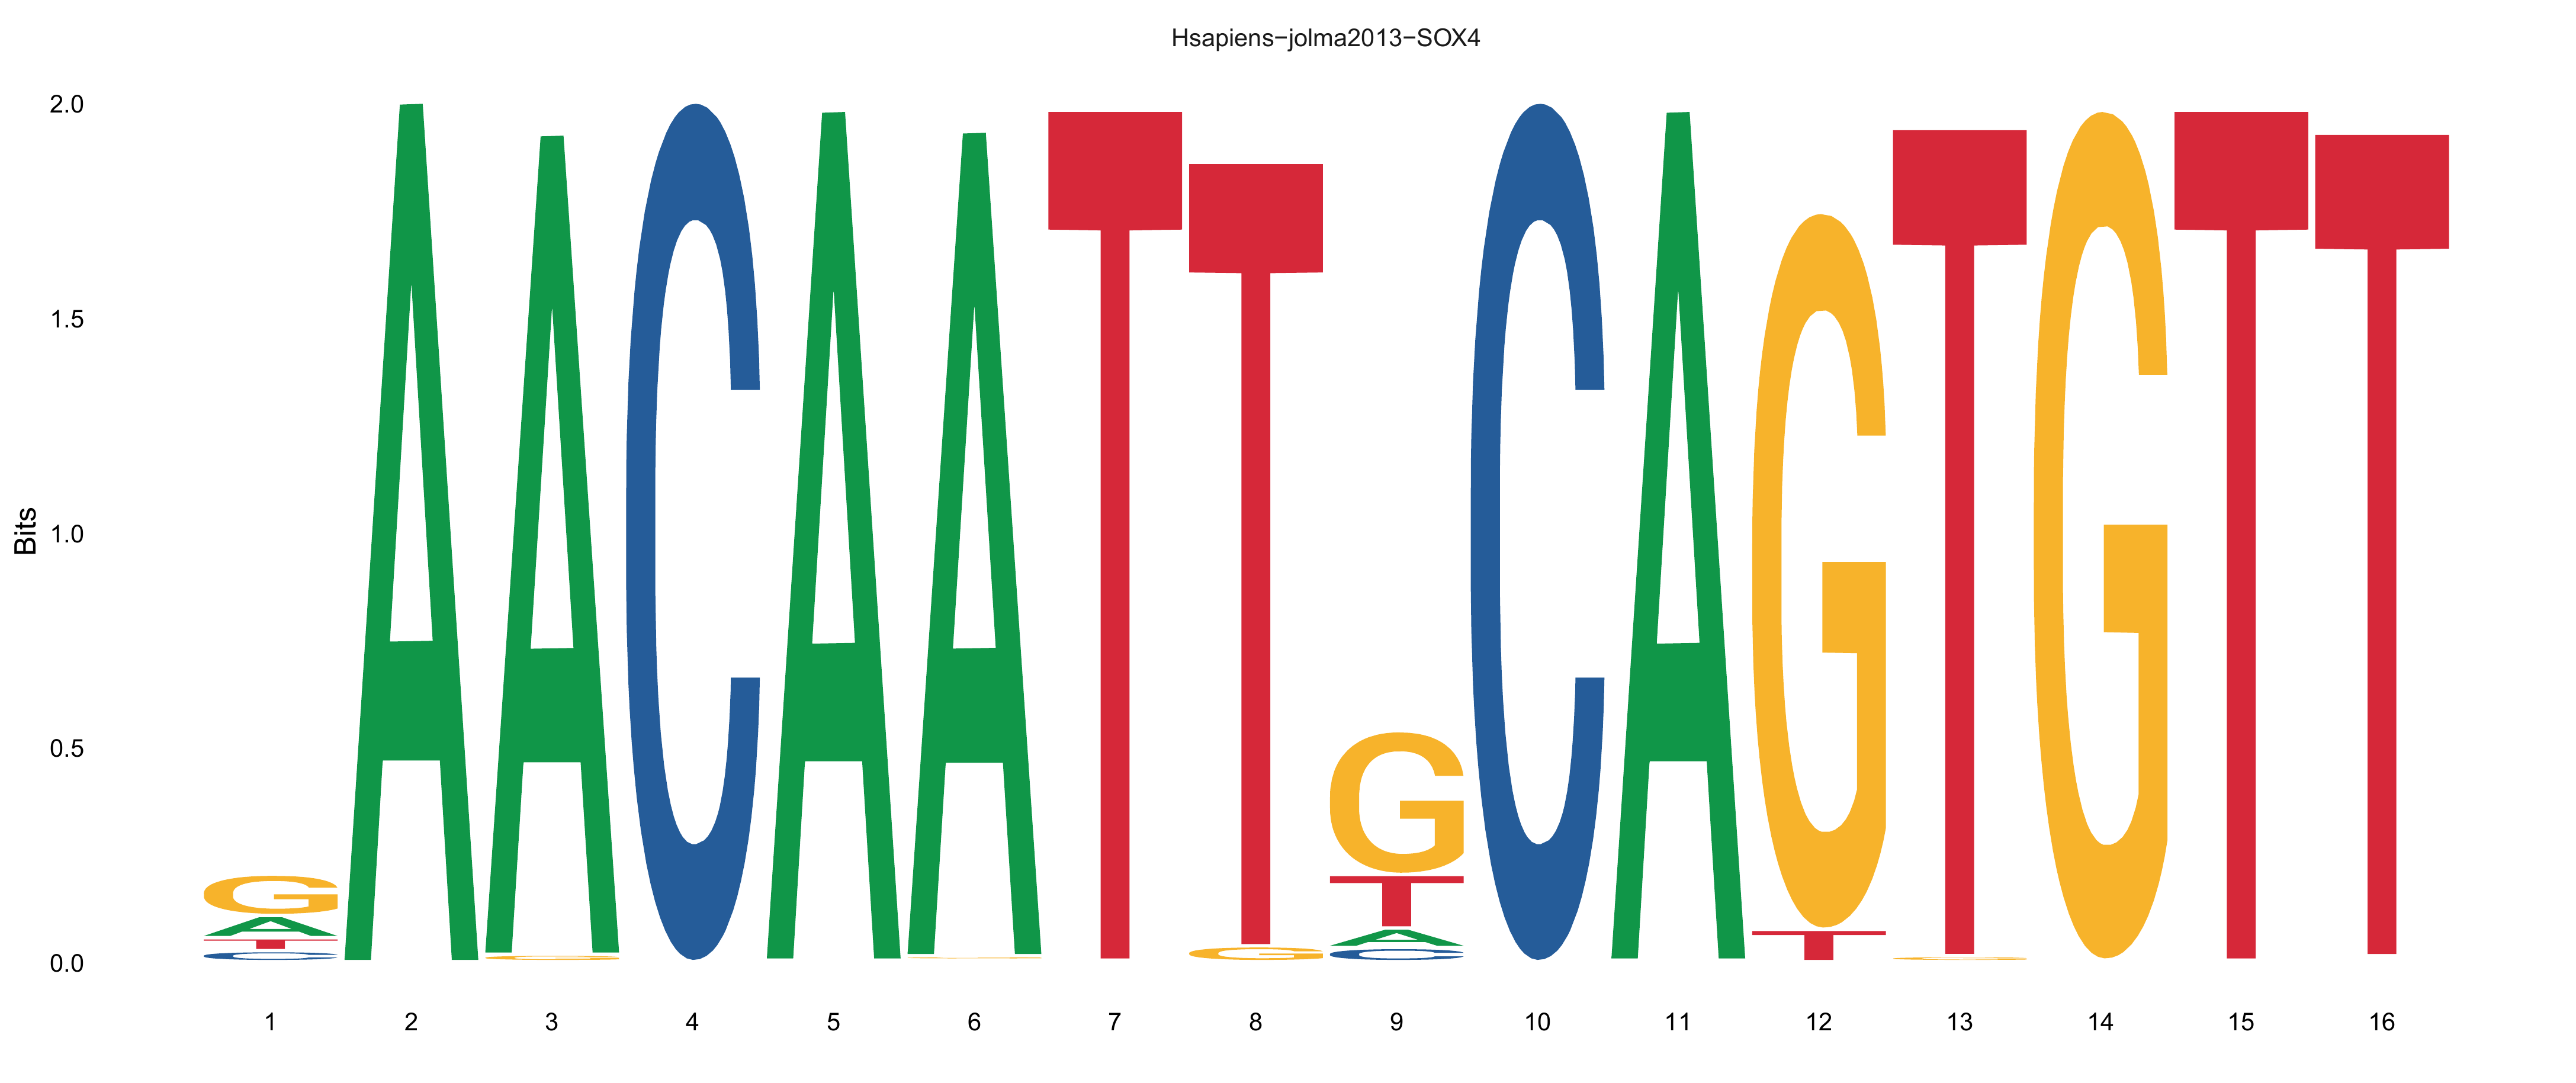 Hsapiens−jolma2013−SOX4
2.0
1.5
1.0
0.5
0.0
Bits
G A T C
A
A G
C
A
A
T
T G
G T A C
C
A
G T
T
G
T
T
1 2 3 4 5 6 7 8 9 10 11 12 13 14 15 16